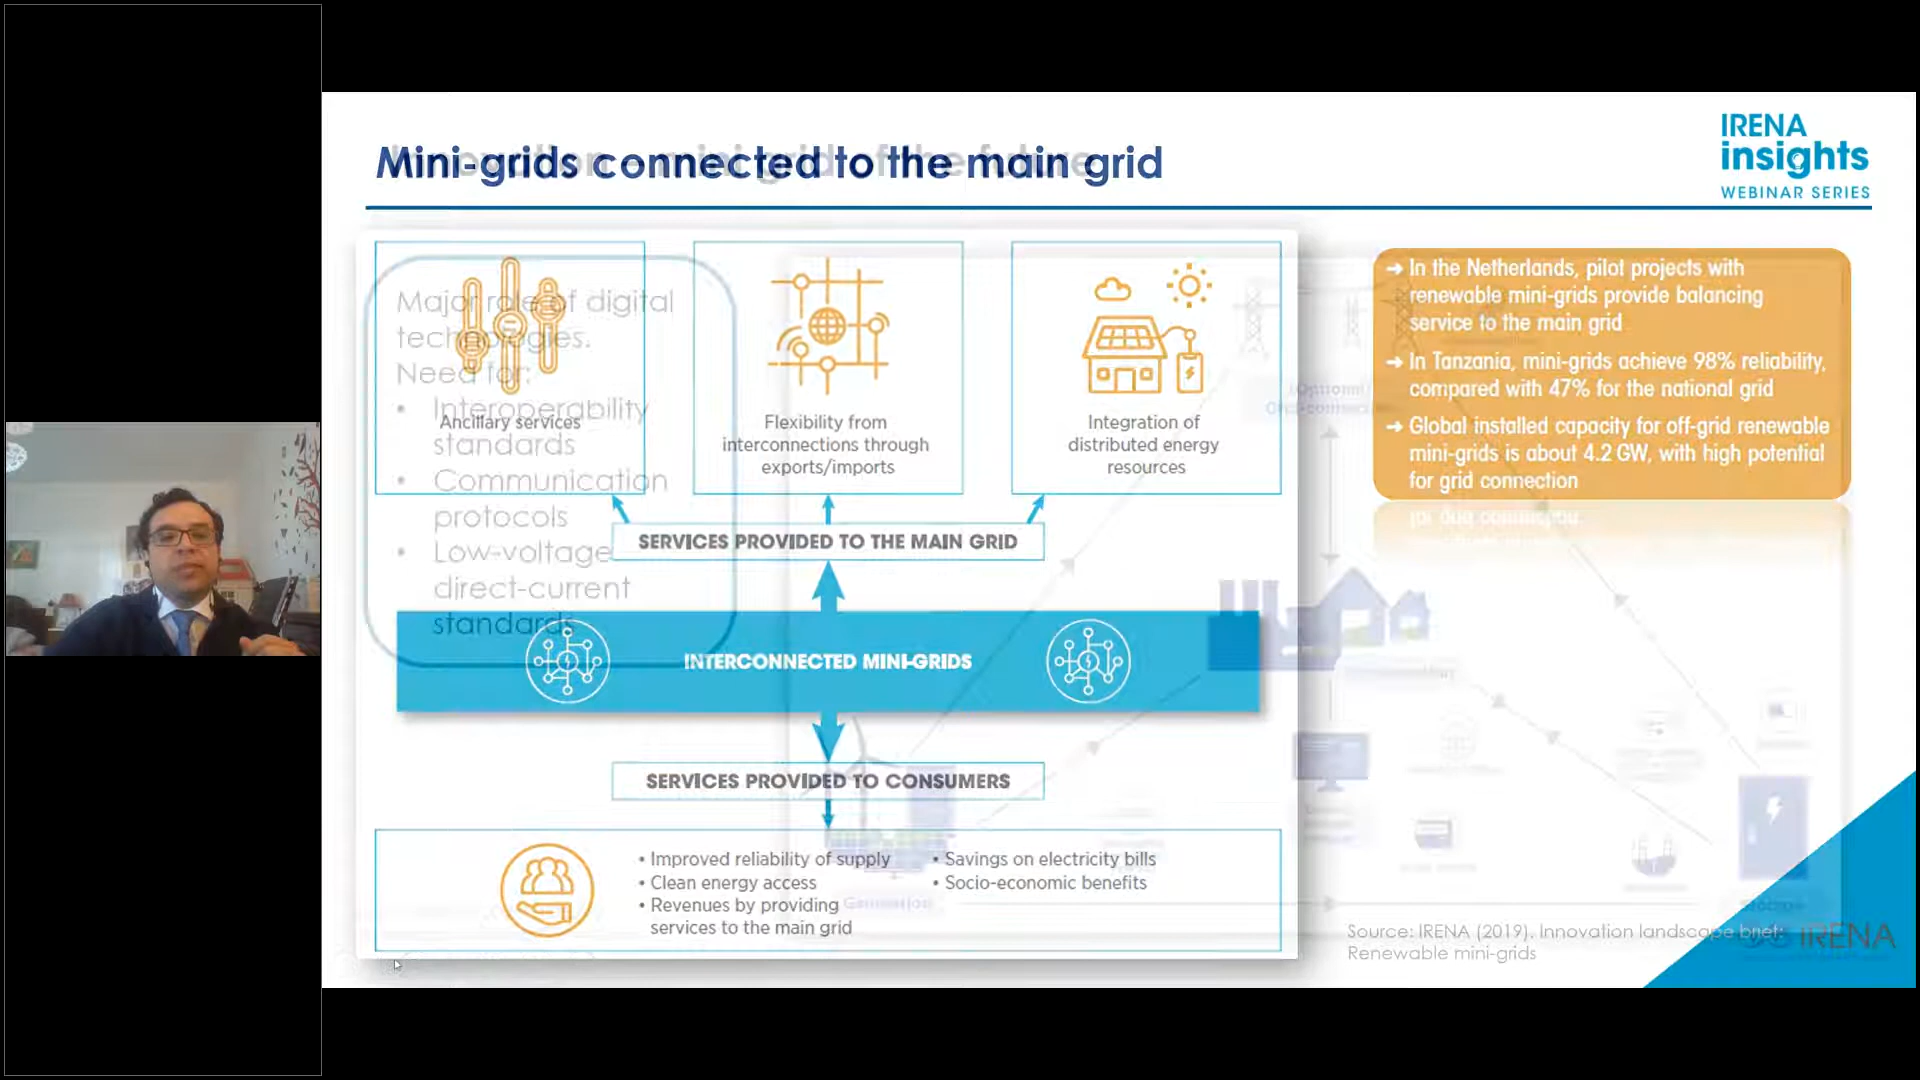 Mini-grids connected to the main grid
Innovation – mini grid of the future
IRENA
insights
WEBINAR SERIES
Major role of digital
technologies.
Need for:
• Interoperability
standards
• Communication
protocols
• Low-voltage
direct-current
standards
Ancillary services
Flexibility from
interconnections through
exports/imports
Integration of
distributed energy
resources
SERVICES PROVIDED TO THE MAIN GRID
INTERCONNECTED MINI-GRIDS
SERVICES PROVIDED TO CONSUMERS
• Improved reliability of supply
• Clean energy access
• Revenues by providing
services to the main grid
• Savings on electricity bills
• Socio-economic benefits
Generation
➔ In the Netherlands, pilot projects with
renewable mini-grids provide balancing
service to the main grid
➔ In Tanzania, mini-grids achieve 98% reliability,
compared with 47% for the national grid
➔ Global installed capacity for off-grid renewable
mini-grids is about 4.2 GW, with high potential
for grid connection
Source: IRENA (2019). Innovation landscape brief:
Renewable mini-grids
IRENA